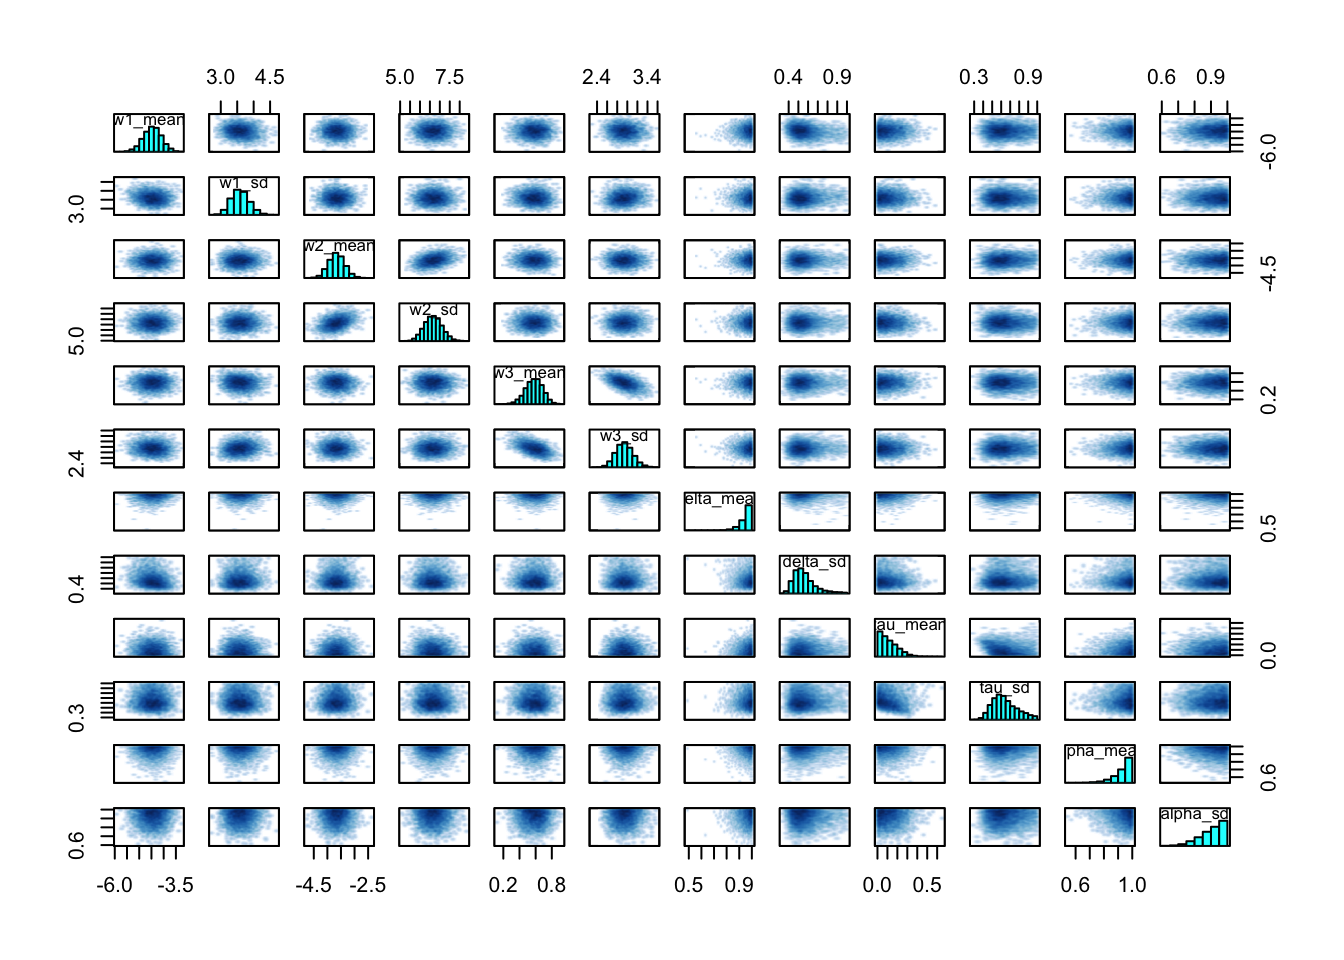 3.0 4.5 5.0 7.5 2.4 3.4 0.4 0.9 0.3 0.9 0.6 0.9
w1_mean -6.0
3.0 w1_sd
w2_mean -4.5
5.0 w2_sd
w3_mean 0.2
2.4 w3_sd
elta_mea 0.5
0.4 delta_sd
au_mean 0.0
0.3 tau_sd
pha_mea 0.6
0.6 alpha_sd
-6.0 -3.5 -4.5 -2.5 0.2 0.8 0.5 0.9 0.0 0.5 0.6 1.0